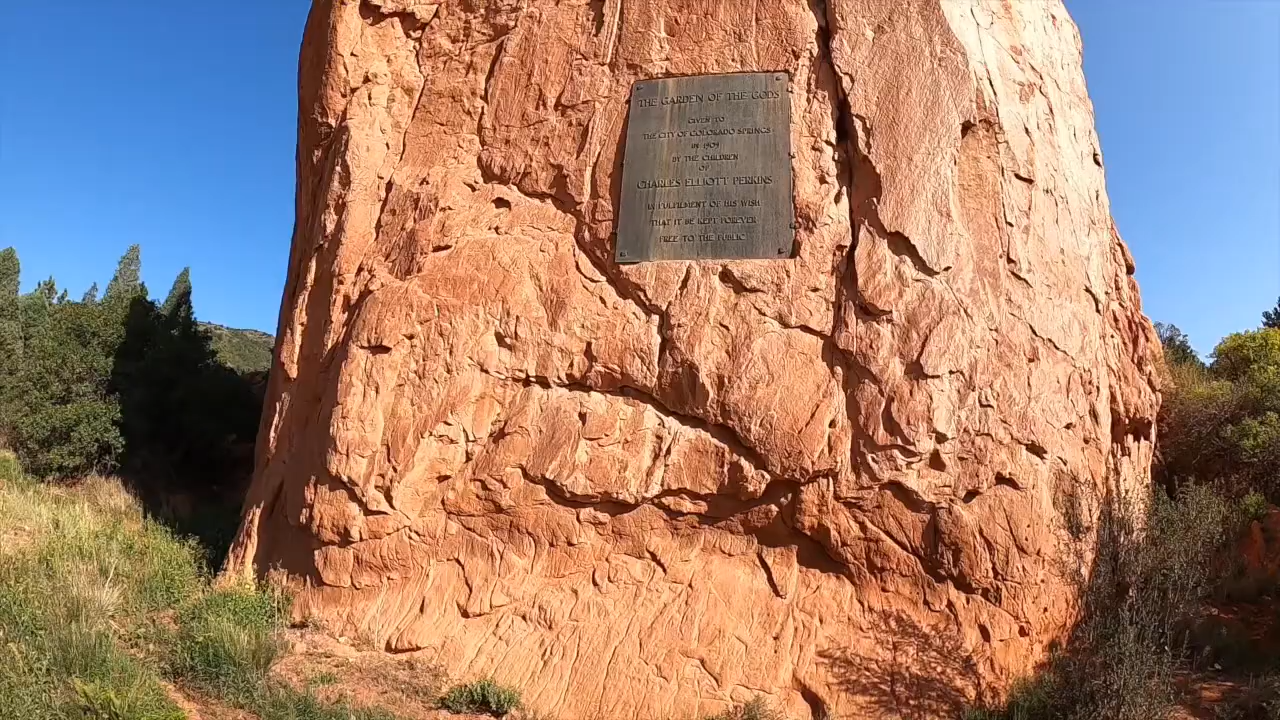 THE GARDEN OF THE GODS
GIVEN TO
THE CITY OF COLORADO SPRINGS
IN 1909
BY THE CHILDREN
OF
CHARLES ELLIOTT PERKINS
IN FULFILMENT OF HIS WISH
THAT IT BE KEPT FOREVER
FREE TO THE PUBLIC